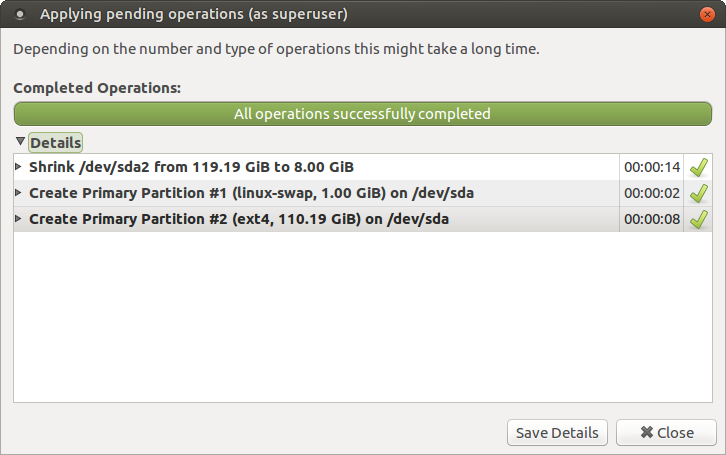 Applying pending operations (as superuser)
Depending on the number and type of operations this might take a long time.
Completed Operations:
All operations successfully completed
Details
Shrink /dev/sda2 from 119.19 GiB to 8.00 GiB 00:00:14
Create Primary Partition #1 (linux-swap, 1.00 GiB) on /dev/sda 00:00:02
Create Primary Partition #2 (ext4, 110.19 GiB) on /dev/sda 00:00:08
Save Details Close